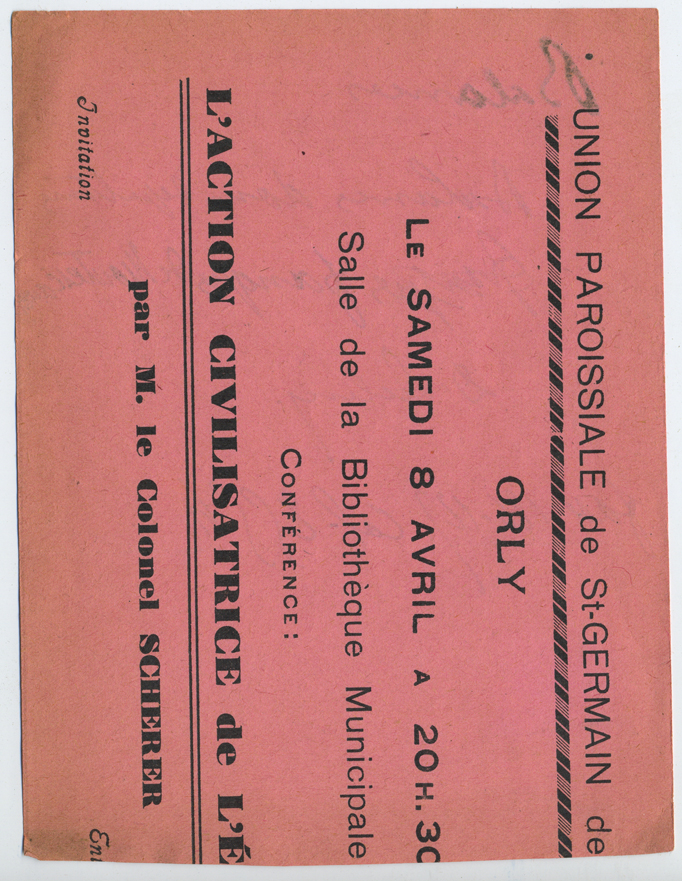 UNION PAROISSIALE de St-GERMAIN de
ORLY
LE SAMEDI 8 AVRIL A 20 H. 30
Salle de la Bibliothèque Municipale
CONFÉRENCE :
L'ACTION CIVILISATRICE de L'É
par M. le Colonel SCHERER
Invitation